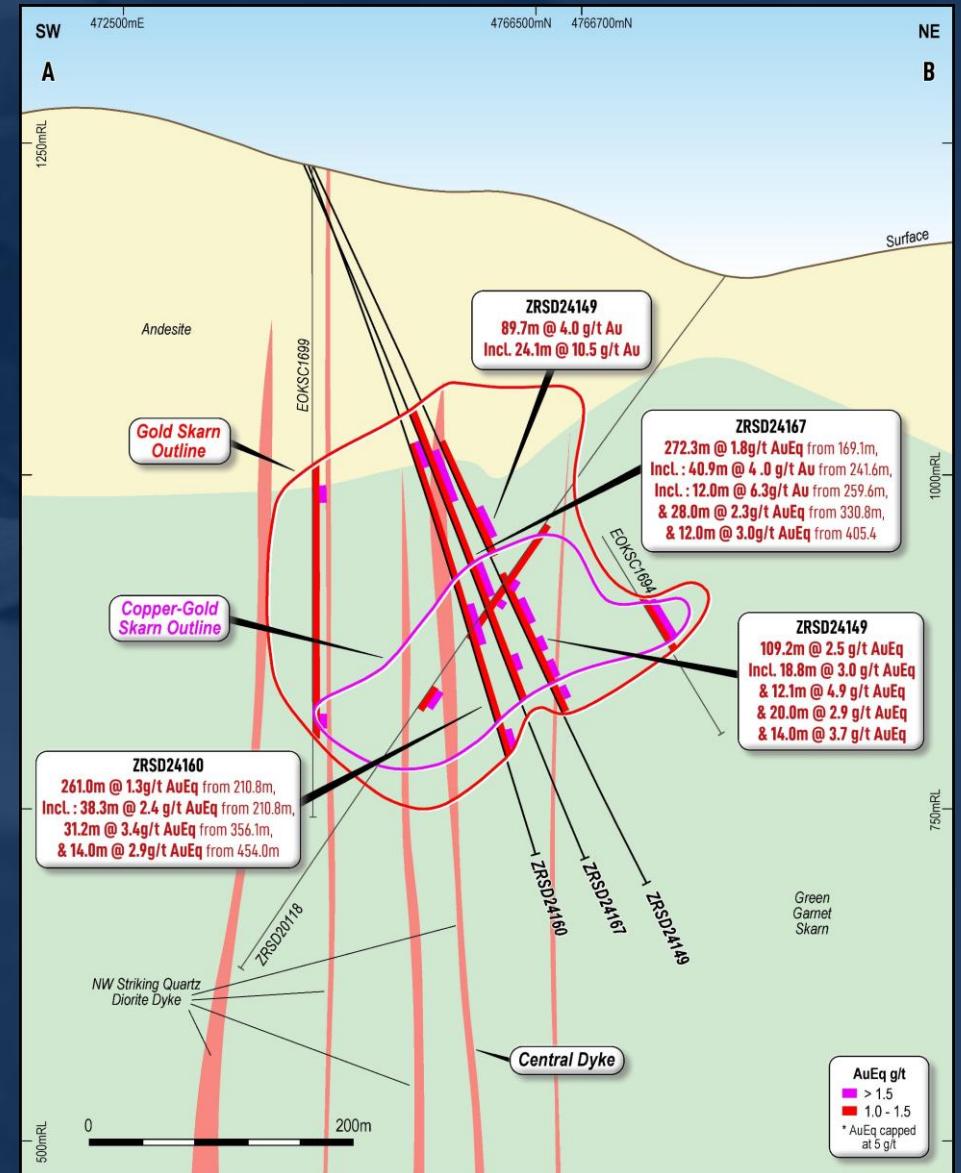 472500mE
4766500mN
4766700mN
SW
NE
A
B
1250mRL
Surface
Andesite
EOKSC1699
ZRSD24149
89.7m @ 4.0 g/t Au
Incl. 24.1m @ 10.5 g/t Au
Gold Skarn
Outline
ZRSD24167
272.3m @ 1.8g/t AuEq from 169.1m,
Incl. : 40.9m @ 4.0 g/t Au from 241.6m,
Incl. : 12.0m @ 6.3g/t Au from 259.6m,
& 28.0m @ 2.3g/t AuEq from 330.8m,
& 12.0m @ 3.0g/t AuEq from 405.4
1000mRL
EOKSC1694
Copper-Gold
Skarn Outline
ZRSD24149
109.2m @ 2.5 g/t AuEq
Incl. 18.8m @ 3.0 g/t AuEq
& 12.1m @ 4.9 g/t AuEq
& 20.0m @ 2.9 g/t AuEq
& 14.0m @ 3.7 g/t AuEq
ZRSD24160
261.0m @ 1.3g/t AuEq from 210.8m,
Incl. : 38.3m @ 2.4 g/t AuEq from 210.8m,
31.2m @ 3.4g/t AuEq from 356.1m,
& 14.0m @ 2.9g/t AuEq from 454.0m
750mRL
ZRSD24160
ZRSD24167
ZRSD24149
ZRSD20118
Green
Garnet
Skarn
NW Striking Quartz
Diorite Dyke
Central Dyke
AuEq g/t
> 1.5
1.0 - 1.5
* AuEq capped
at 5 g/t
0
200m
500mRL